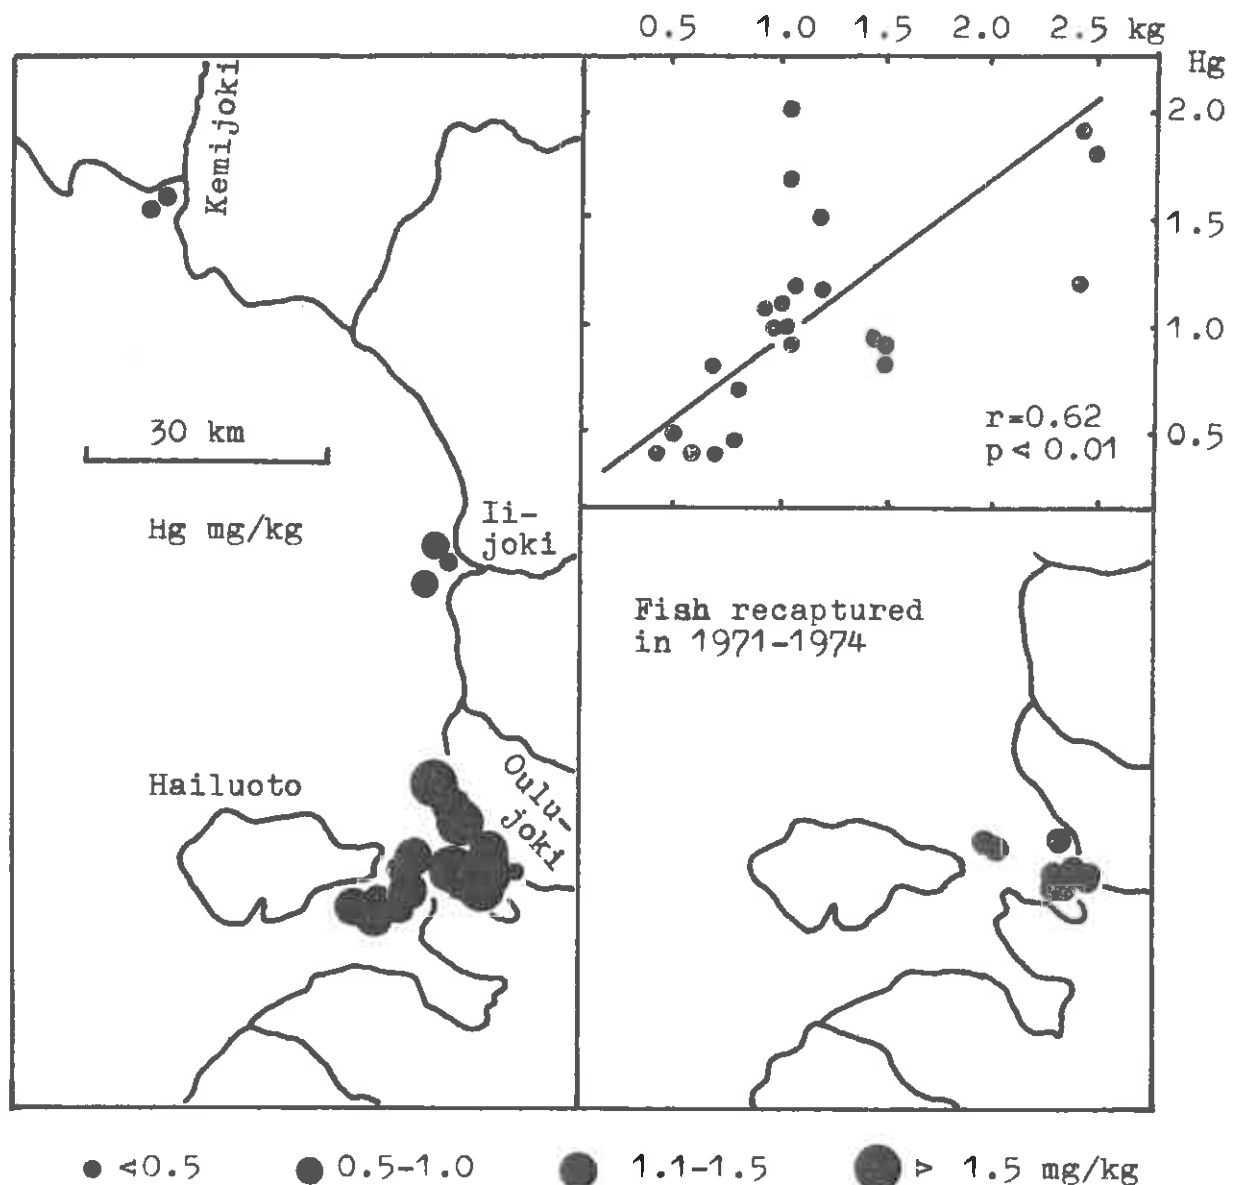 0.5 1.0 1.5 2.0 2.5 kg
Hg
2.0
1.5
1.0
0.5
r=0.62
p < 0.01
Kemijoki
30 km
Hg mg/kg
Ii-
joki
Fish recaptured
in 1971-1974
Hailuoto
Oulu-
joki
<0.5 0.5-1.0 1.1-1.5 > 1.5 mg/kg